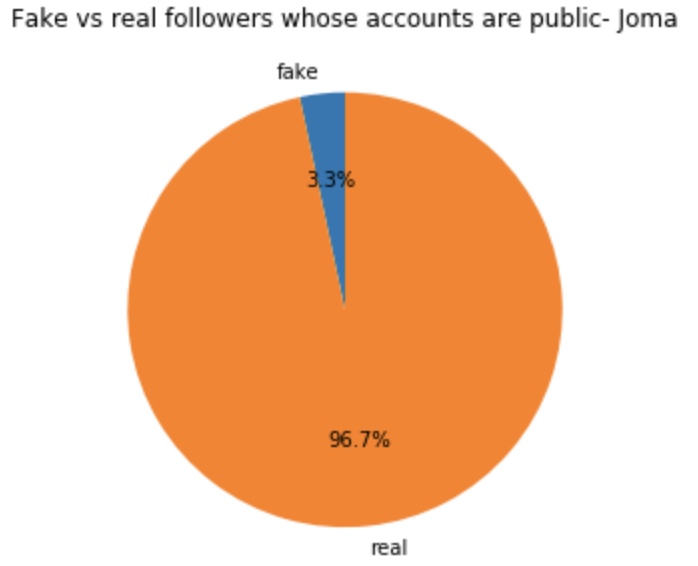 Fake vs real followers whose accounts are public- Joma
fake
3.3%
96.7%
real